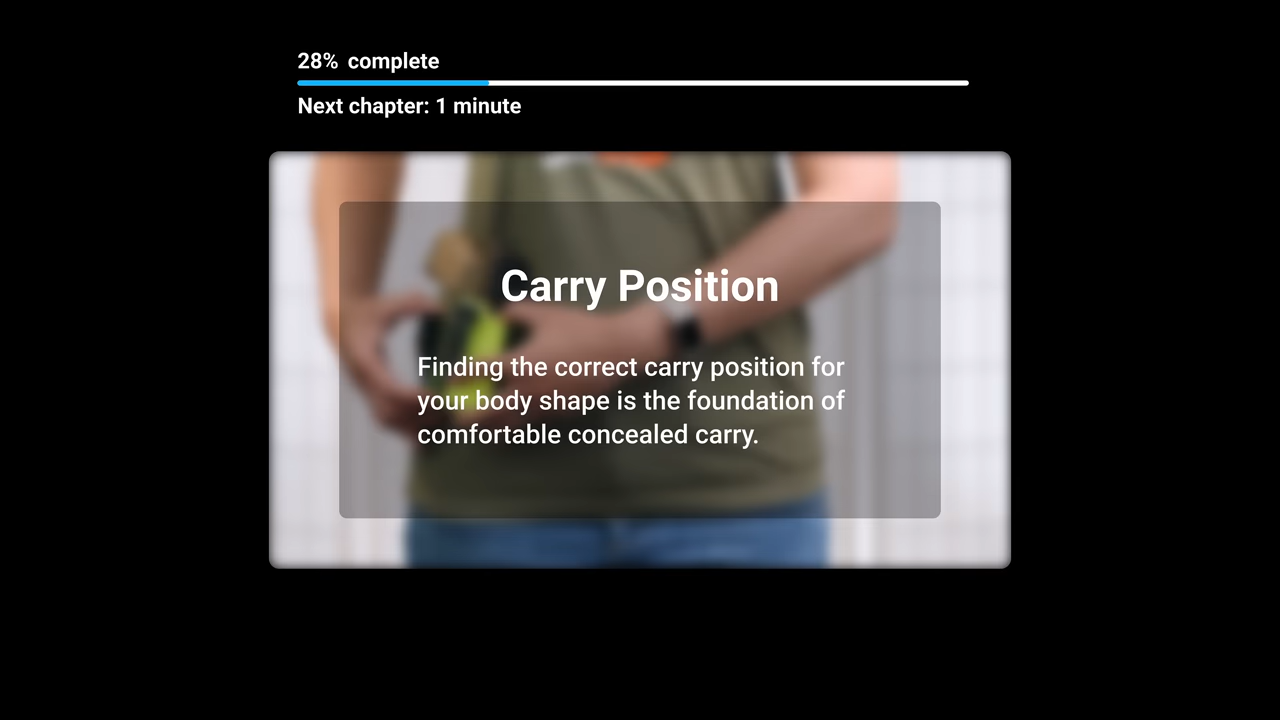 28% complete
Next chapter: 1 minute
Carry Position
Finding the correct carry position for
your body shape is the foundation of
comfortable concealed carry.